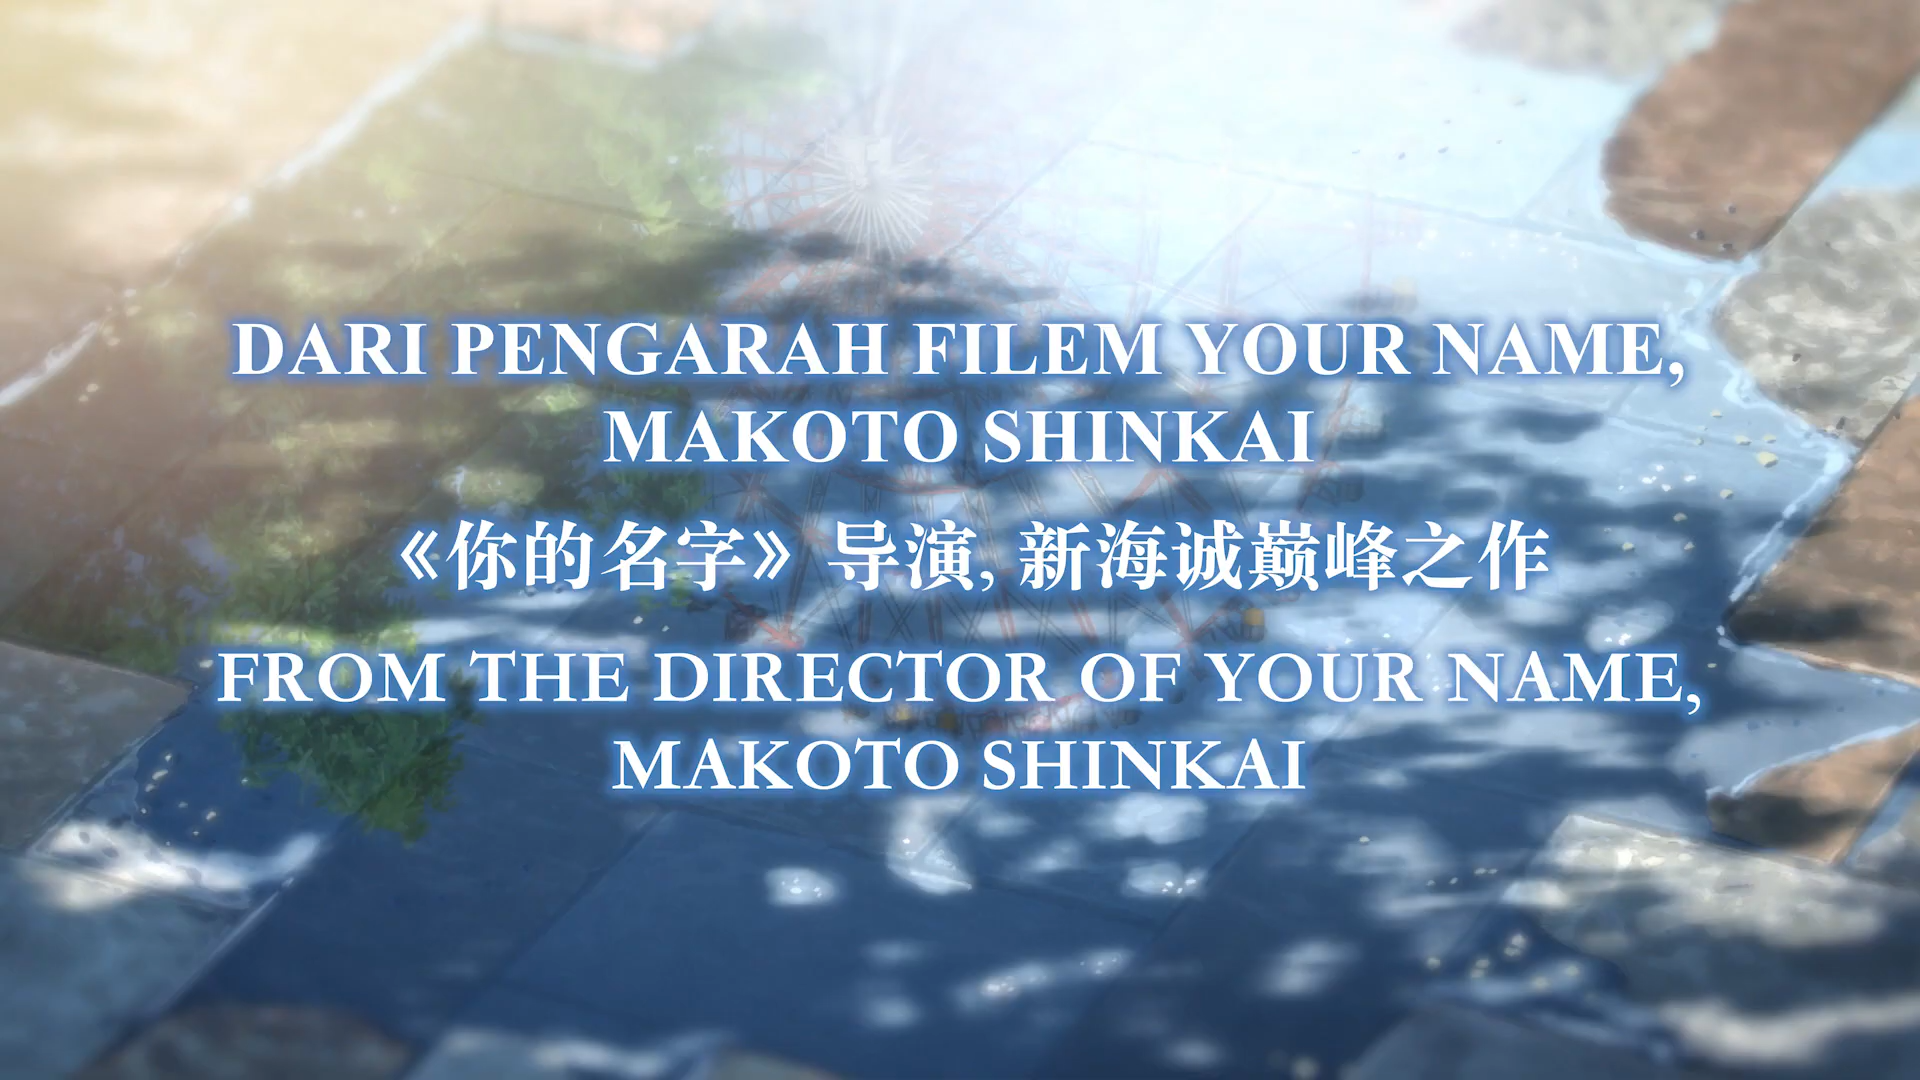 DARI PENGARAH FILEM YOUR NAME,
MAKOTO SHINKAI
《你的名字》导演, 新海诚巅峰之作
FROM THE DIRECTOR OF YOUR NAME,
MAKOTO SHINKAI